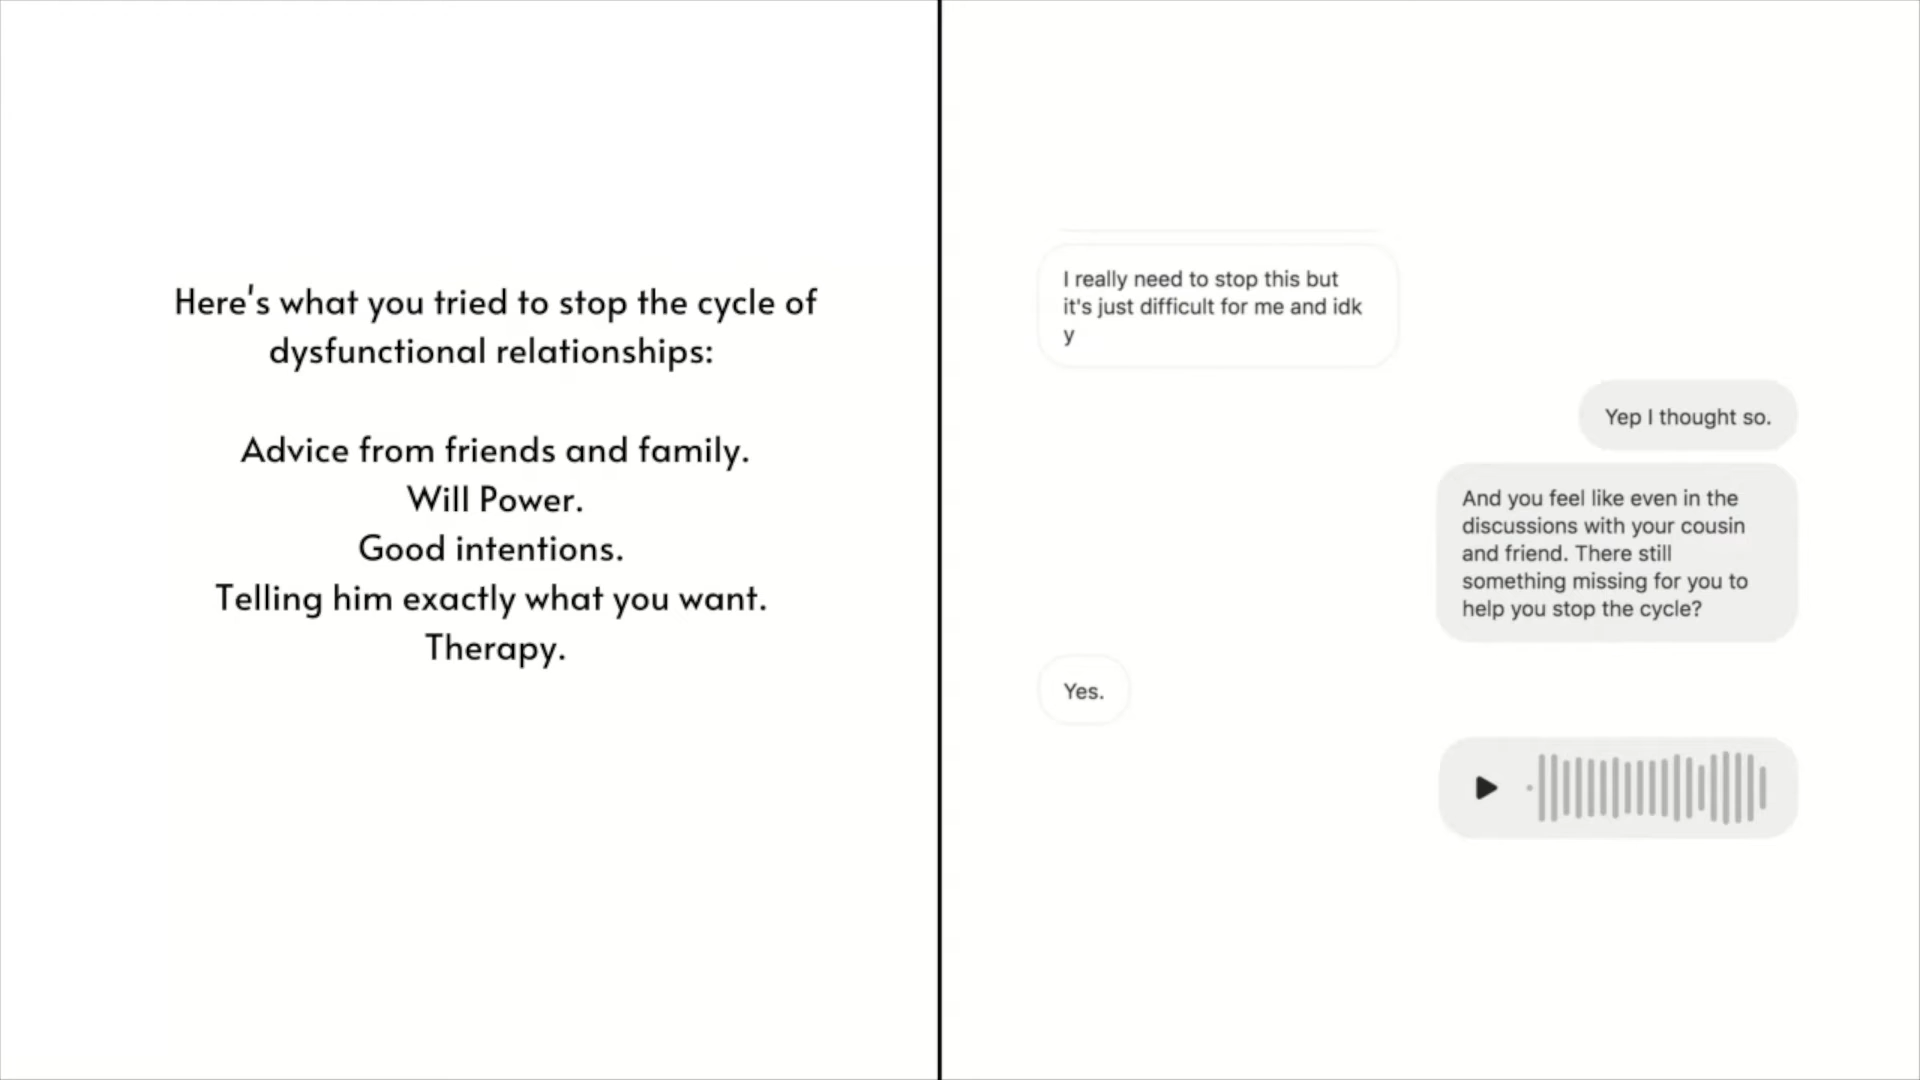 Here's what you tried to stop the cycle of
dysfunctional relationships:
Advice from friends and family.
Will Power.
Good intentions.
Telling him exactly what you want.
Therapy.
I really need to stop this but
it's just difficult for me and idk
y
Yep I thought so.
And you feel like even in the
discussions with your cousin
and friend. There still
something missing for you to
help you stop the cycle?
Yes.